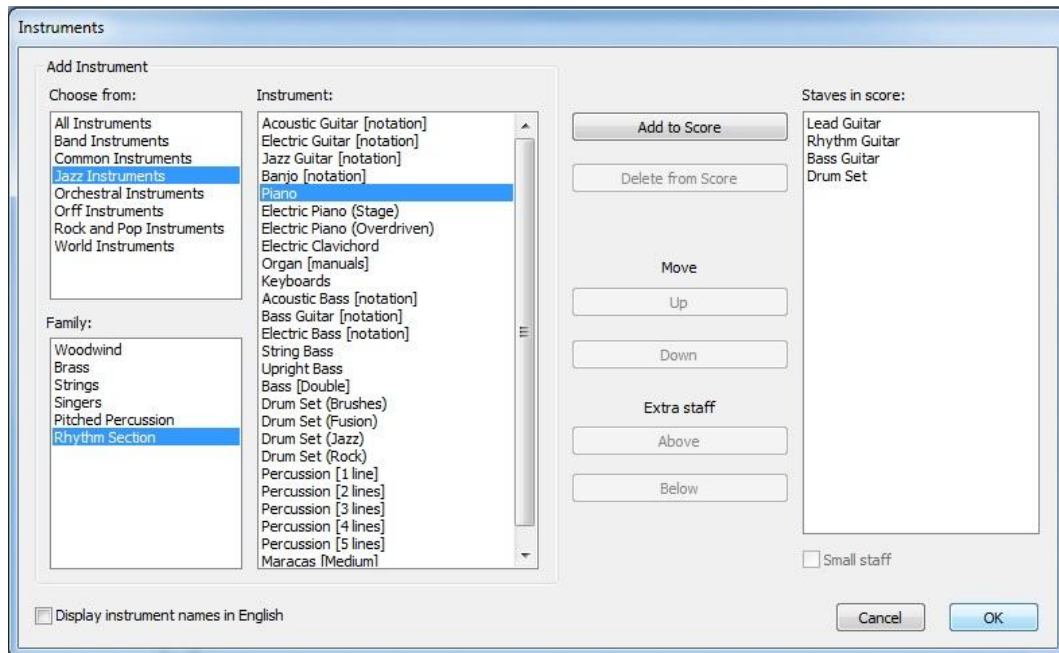 Instruments
Add Instrument
Choose from:
All Instruments
Band Instruments
Common Instruments
Jazz Instruments
Orchestral Instruments
Orff Instruments
Rock and Pop Instruments
World Instruments
Family:
Woodwind
Brass
Strings
Singers
Pitched Percussion
Rhythm Section
Instrument:
Acoustic Guitar [notation]
Electric Guitar [notation]
Jazz Guitar [notation]
Banjo [notation]
Piano
Electric Piano (Stage)
Electric Piano (Overdriven)
Electric Clavichord
Organ [manuals]
Keyboards
Acoustic Bass [notation]
Bass Guitar [notation]
Electric Bass [notation]
String Bass
Upright Bass
Bass [Double]
Drum Set (Brushes)
Drum Set (Fusion)
Drum Set (Jazz)
Drum Set (Rock)
Percussion [1 line]
Percussion [2 lines]
Percussion [3 lines]
Percussion [4 lines]
Percussion [5 lines]
Maracas [Medium]
Add to Score
Delete from Score
Move
Up
Down
Extra staff
Above
Below
Staves in score:
Lead Guitar
Rhythm Guitar
Bass Guitar
Drum Set
Small staff
Display instrument names in English
Cancel
OK